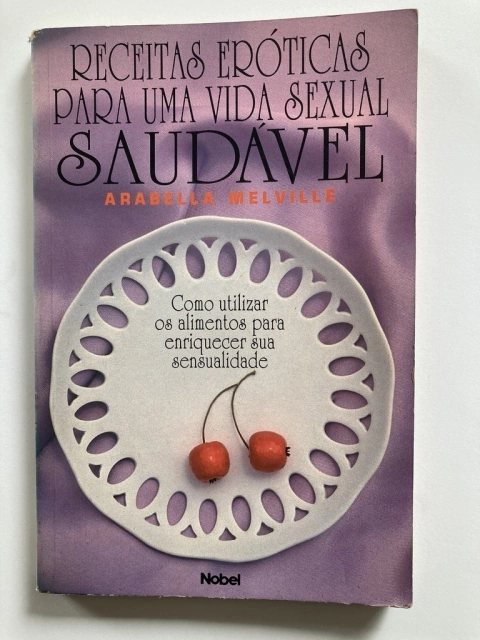 RECEITAS ERÓTICAS
PARA UMA VIDA SEXUAL
SAUDÁVEL
ARABELLA MELVILLE
Como utilizar
os alimentos para
enriquecer sua
sensualidade
Nobel